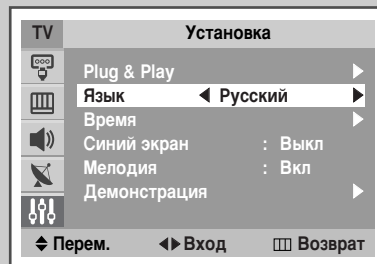 TV Установка
Plug & Play
Язык Русский
Время
Синий экран : Выкл
Мелодия : Вкл
Демонстрация
Перем. Вход Возврат